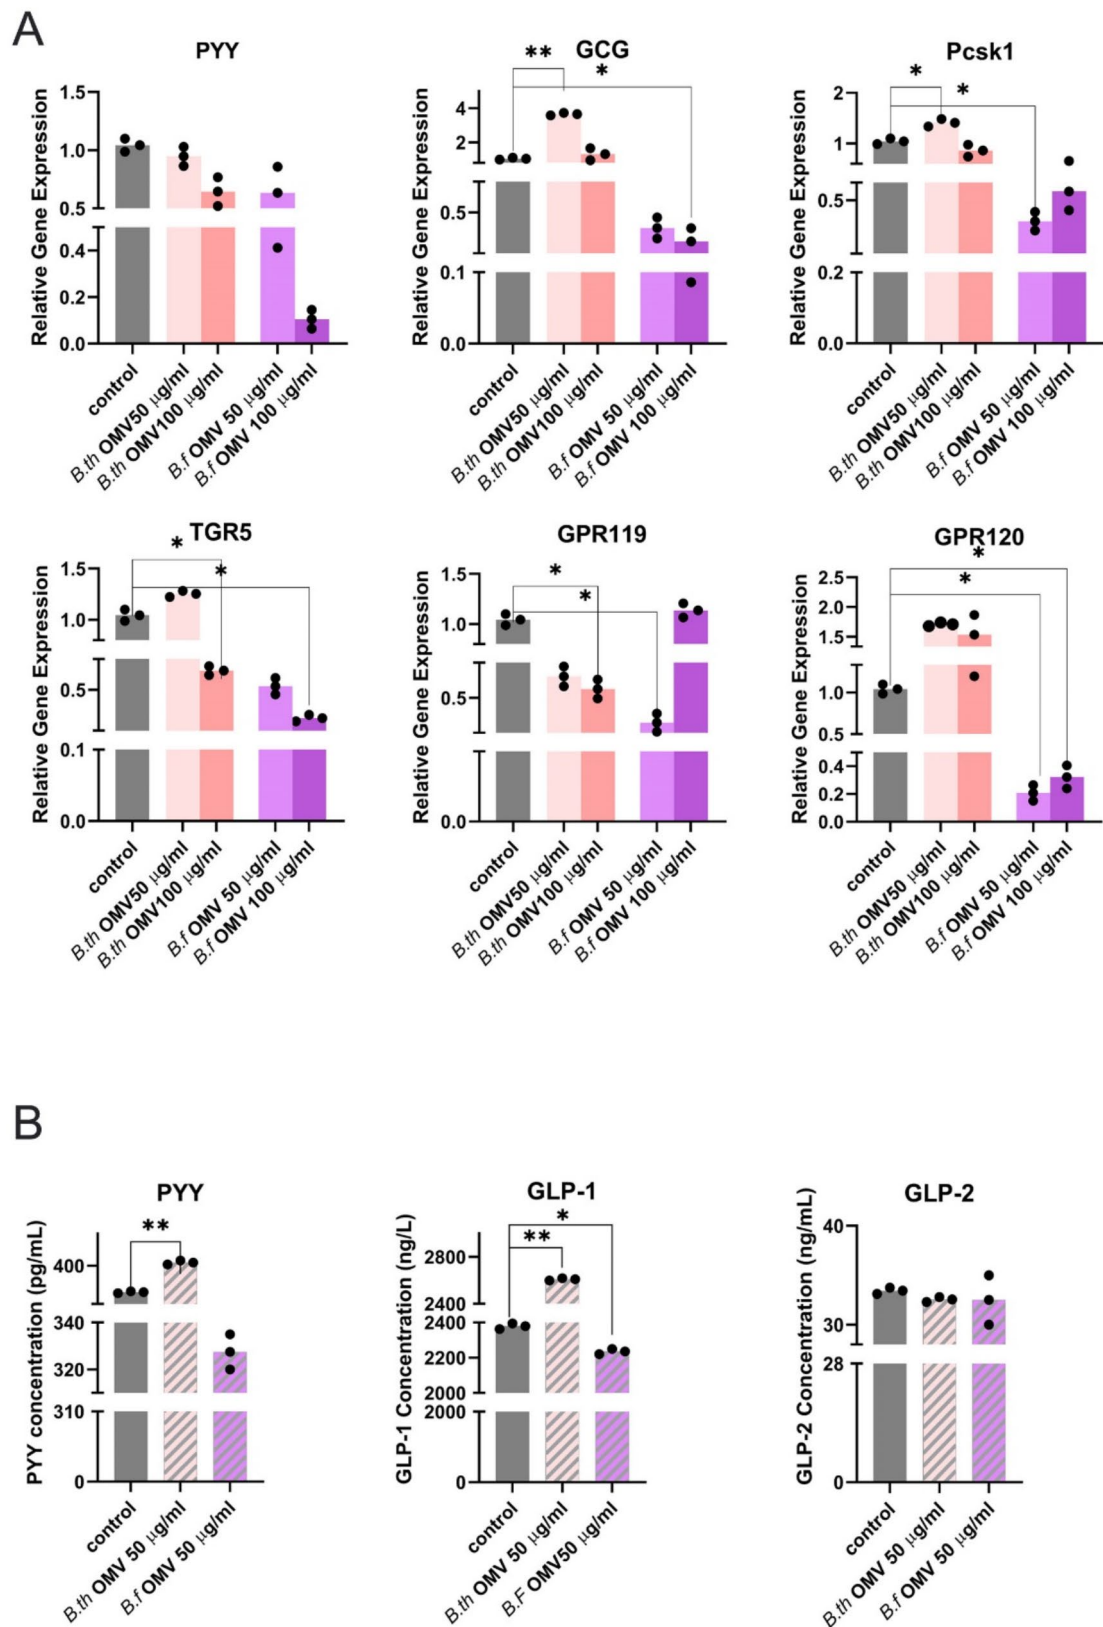 A
PYY
Relative Gene Expression
1.5
1.0
0.5
0.4
0.2
0.0
control
B.th OMV50 µg/ml
B.th OMV100 µg/ml
B.f OMV 50 µg/ml
B.f OMV 100 µg/ml
GCG
**
*
Relative Gene Expression
4
2
0.5
0.1
0.0
control
B.th OMV50 µg/ml
B.th OMV100 µg/ml
B.f OMV 50 µg/ml
B.f OMV 100 µg/ml
Pcsk1
*
*
Relative Gene Expression
2
1
0.5
0.2
0.0
control
B.th OMV50 µg/ml
B.th OMV100 µg/ml
B.f OMV 50 µg/ml
B.f OMV 100 µg/ml
TGR5
*
*
Relative Gene Expression
1.5
1.0
0.5
0.1
0.0
control
B.th OMV50 µg/ml
B.th OMV100 µg/ml
B.f OMV 50 µg/ml
B.f OMV 100 µg/ml
GPR119
*
*
Relative Gene Expression
1.5
1.0
0.5
0.0
control
B.th OMV50 µg/ml
B.th OMV100 µg/ml
B.f OMV 50 µg/ml
B.f OMV 100 µg/ml
GPR120
*
*
Relative Gene Expression
2.5
2.0
1.5
1.0
0.5
0.4
0.2
0.0
control
B.th OMV50 µg/ml
B.th OMV100 µg/ml
B.f OMV 50 µg/ml
B.f OMV 100 µg/ml
B
PYY
**
PYY concentration (pg/mL)
400
340
320
310
0
control
B.th OMV 50 µg/ml
B.f OMV 50 µg/ml
GLP-1
*
**
GLP-1 Concentration (ng/L)
2800
2400
2400
2200
2000
2000
0
control
B.th OMV 50 µg/ml
B.F OMV50 µg/ml
GLP-2
GLP-2 Concentration (ng/mL)
40
30
28
0
control
B.th OMV 50 µg/ml
B.f OMV 50 µg/ml